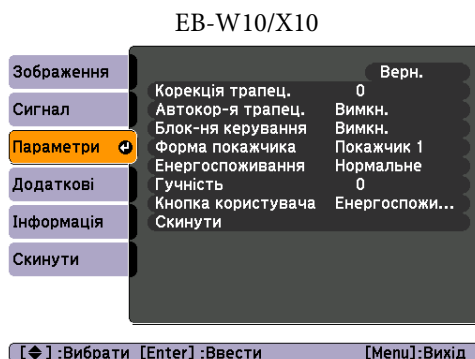 EB-W10/X10
Верн.
Зображення
Сигнал
Параметри
Додаткові
Інформація
Скинути
Корекція трапец. 0
Автокор-я трапец. Вимкн.
Блок-ня керування Вимкн.
Форма покажчика Покажчик 1
Енергоспоживання Нормальне
Гучність 0
Кнопка користувача Енергоспожи...
Скинути
[ ] :Вибрати [Enter] :Ввести [Menu]:Вихід